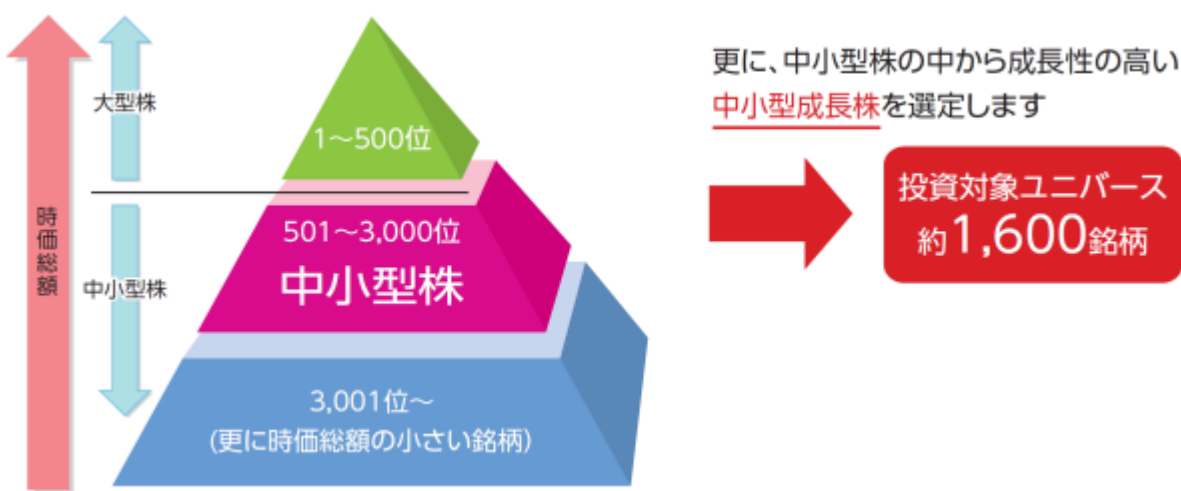 時価総額
大型株
中小型株
1～500位
501～3,000位
中小型株
3,001位～
(更に時価総額の小さい銘柄)
更に、中小型株の中から成長性の高い
中小型成長株を選定します
投資対象ユニバース
約1,600銘柄